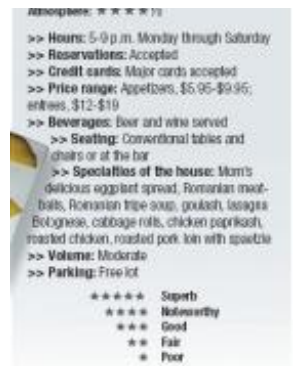 Atmosphere: ★ ★ ★ ★ ½
>> Hours: 5-9 p.m. Monday through Saturday
>> Reservations: Accepted
>> Credit cards: Major cards accepted
>> Price range: Appetizers, $5.95-$9.95;
entrees, $12-$19
>> Beverages: Beer and wine served
>> Seating: Conventional tables and
chairs or at the bar
>> Specialties of the house: Mom's
delicious eggplant spread, Romanian meat-
balls, Romanian tripe soup, goulash, lasagna
Bolognese, cabbage rolls, chicken paprikash,
roasted chicken, roasted pork loin with spaetzle
>> Volume: Moderate
>> Parking: Free lot
★★★★★ Superb
★★★★ Noteworthy
★★★ Good
★★ Fair
★ Poor